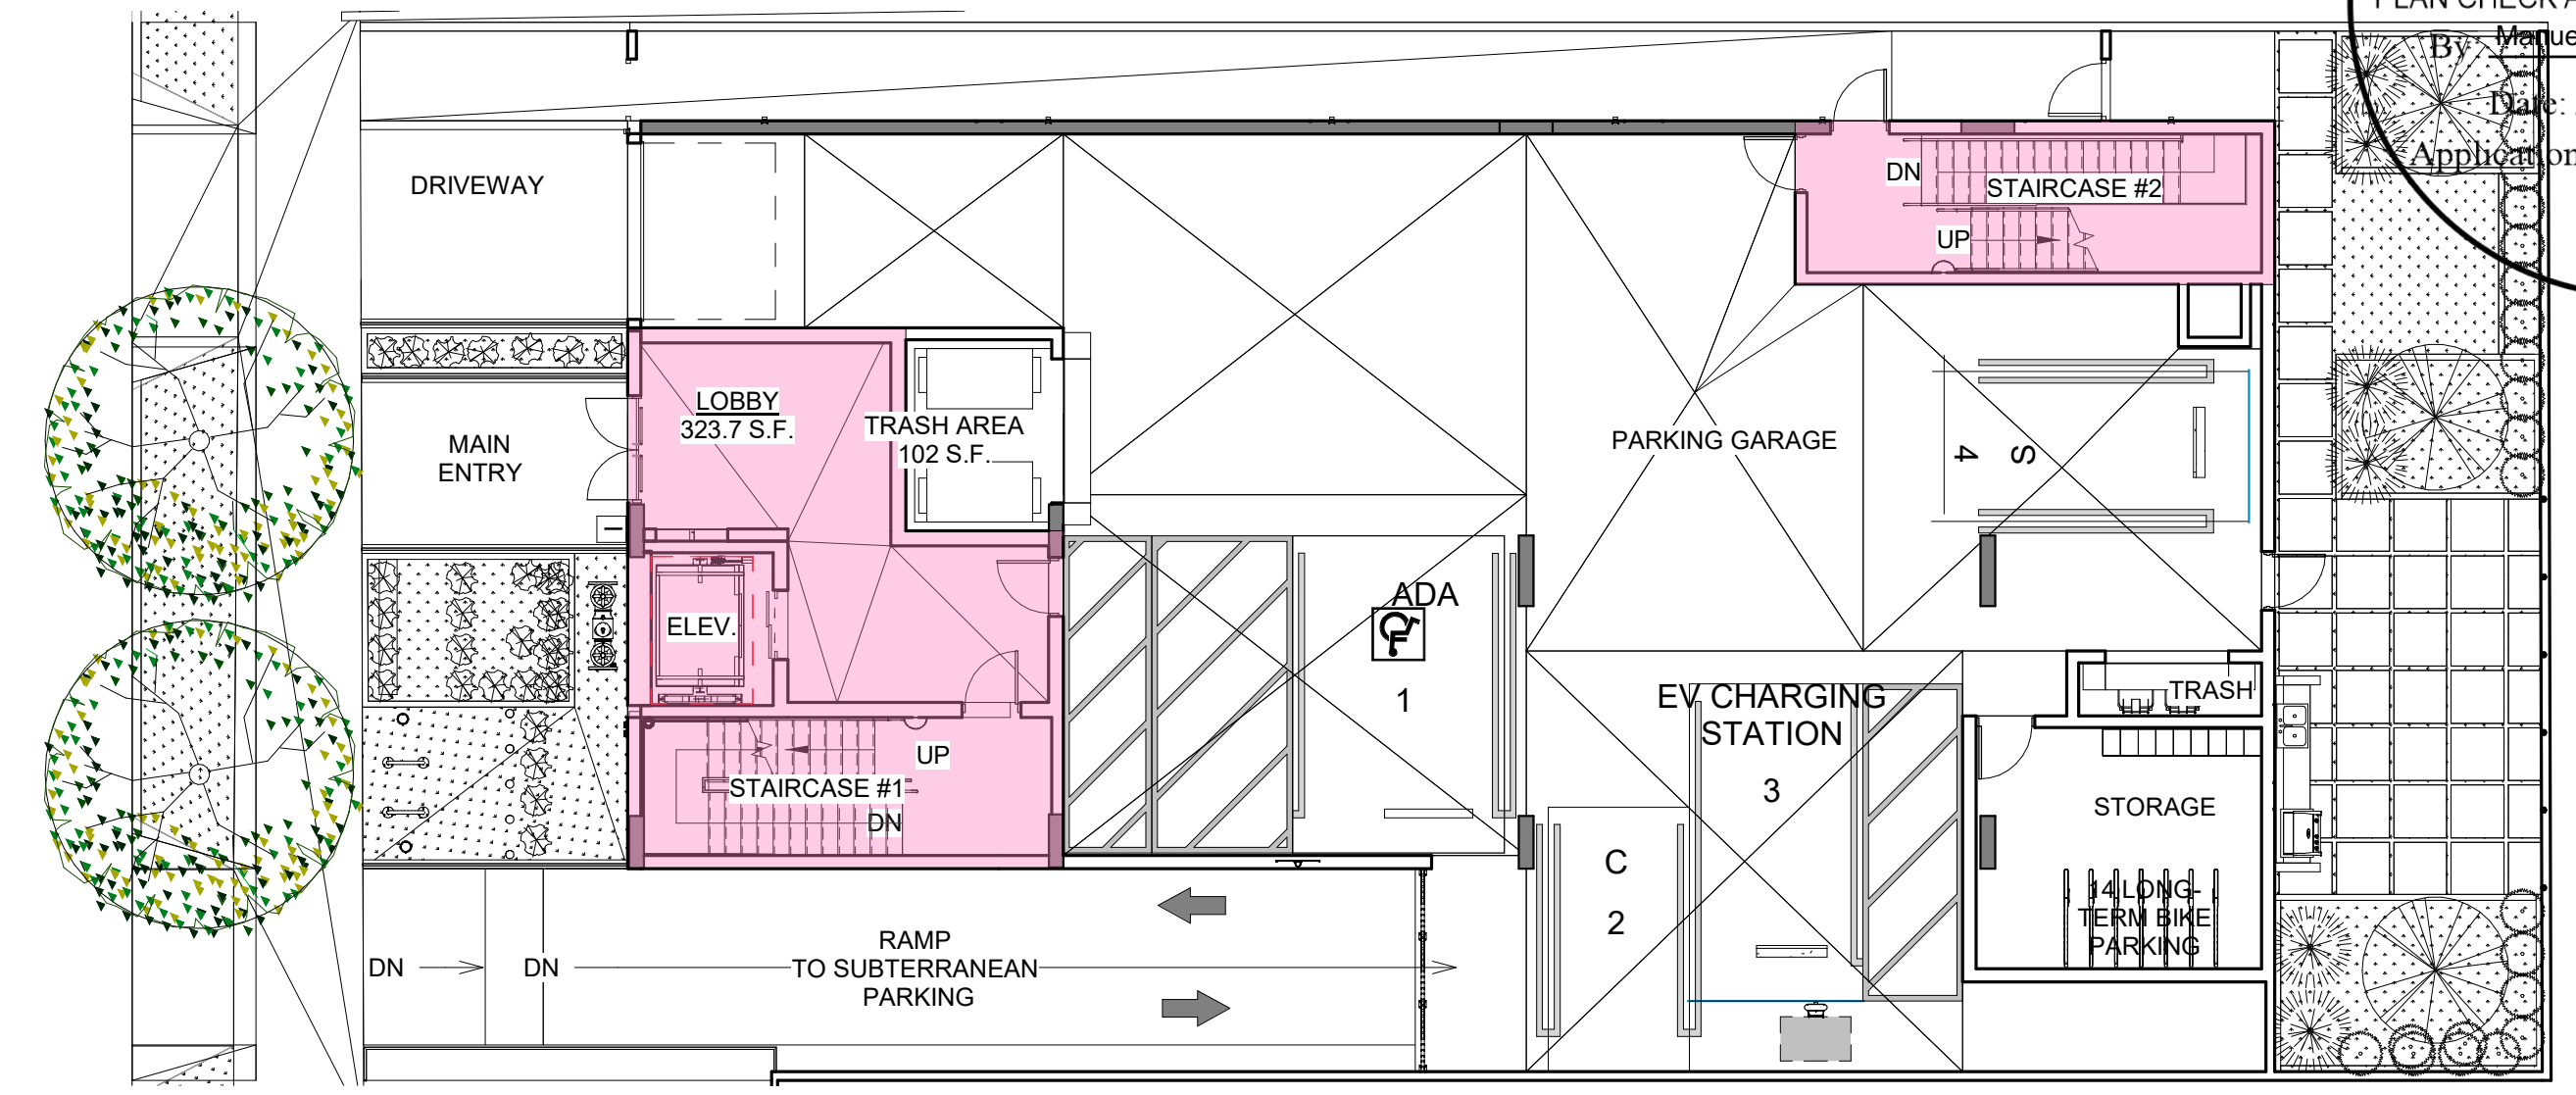 PLAN CHECK A
By Manue
Date:
Application
DRIVEWAY
DN
STAIRCASE #2
UP
LOBBY
323.7 S.F.
TRASH AREA
102 S.F.
MAIN
ENTRY
PARKING GARAGE
S
4
ELEV.
ADA
1
UP
STAIRCASE #1
DN
EV CHARGING
STATION
3
TRASH
STORAGE
C
2
14 LONG-
TERM BIKE
PARKING
DN
DN
RAMP
TO SUBTERRANEAN
PARKING